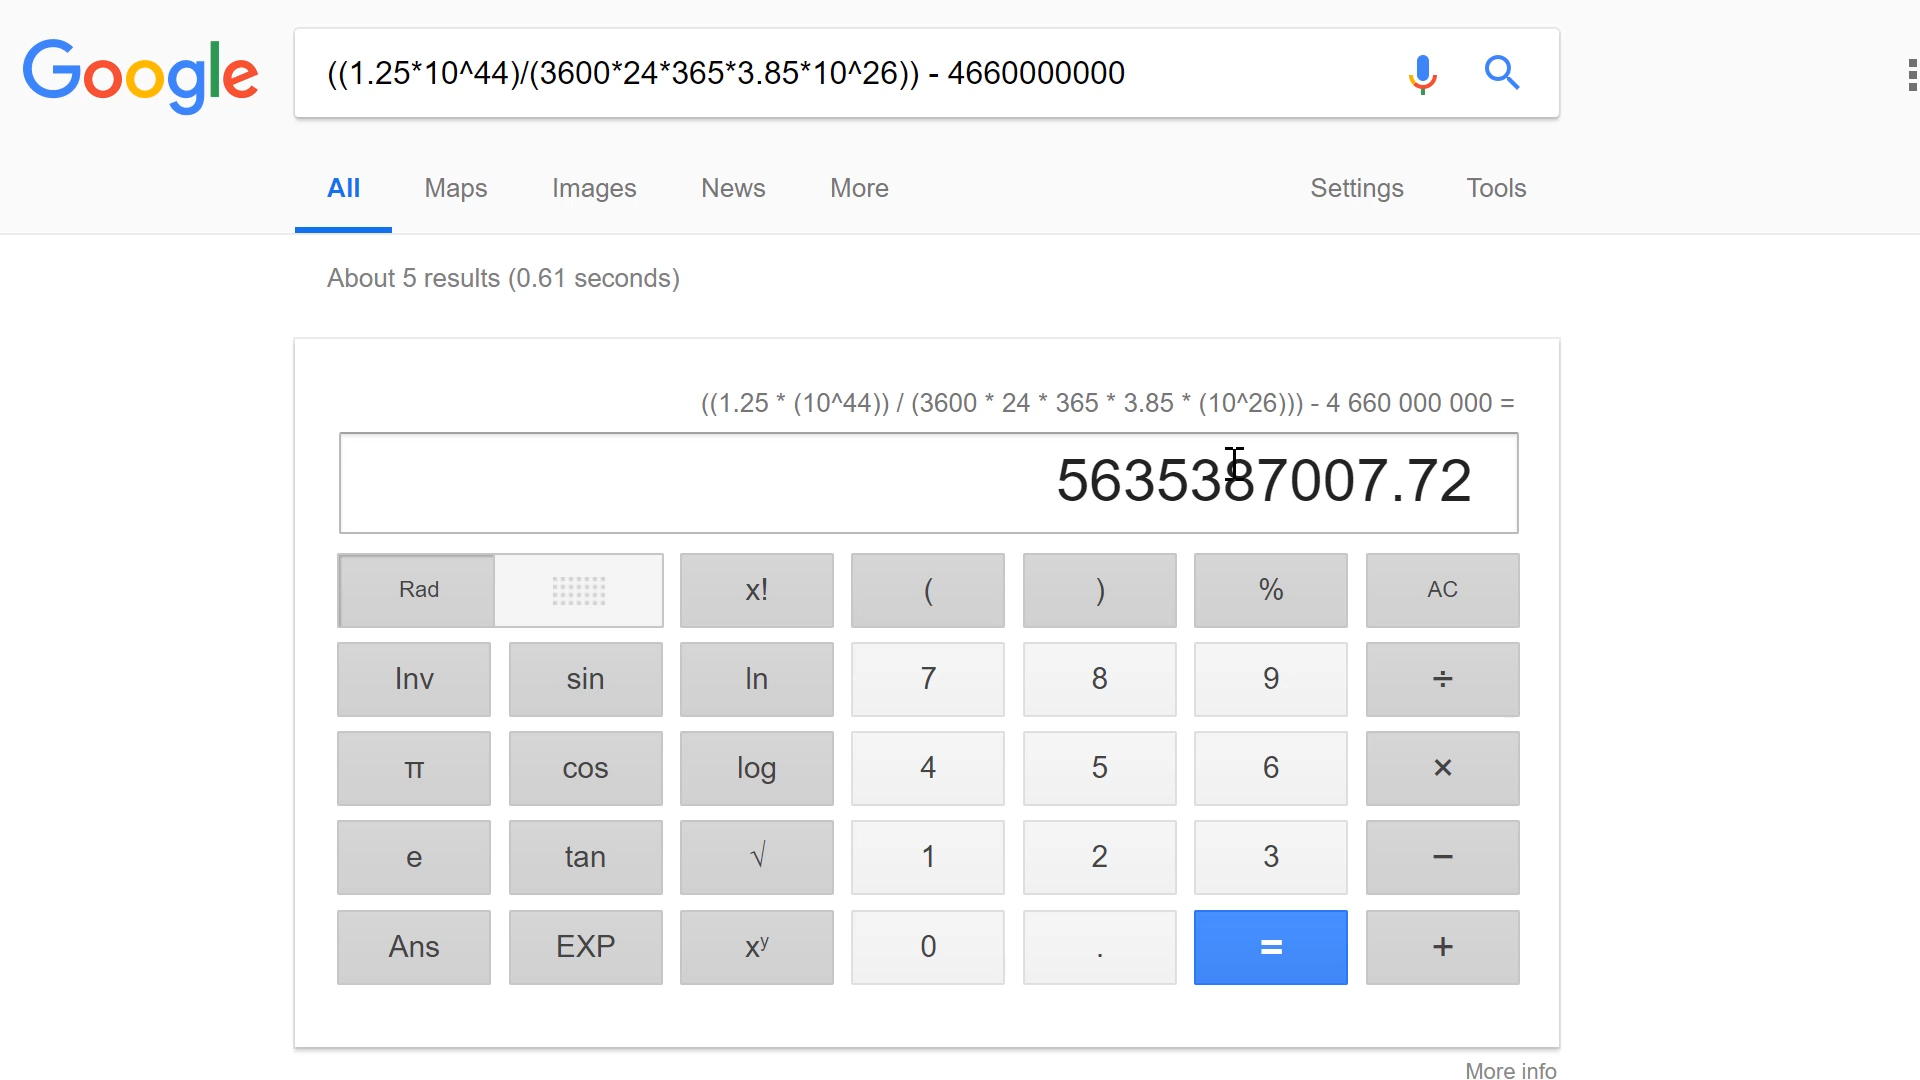 Google
((1.25*10^44)/(3600*24*365*3.85*10^26)) - 4660000000
All Maps Images News More Settings Tools
About 5 results (0.61 seconds)
((1.25 * (10^44)) / (3600 * 24 * 365 * 3.85 * (10^26))) - 4 660 000 000 =
5635387007.72
Rad x! ( ) % AC
Inv sin ln 7 8 9 ÷
π cos log 4 5 6 ×
e tan √ 1 2 3 −
Ans EXP xʸ 0 . = +
More info